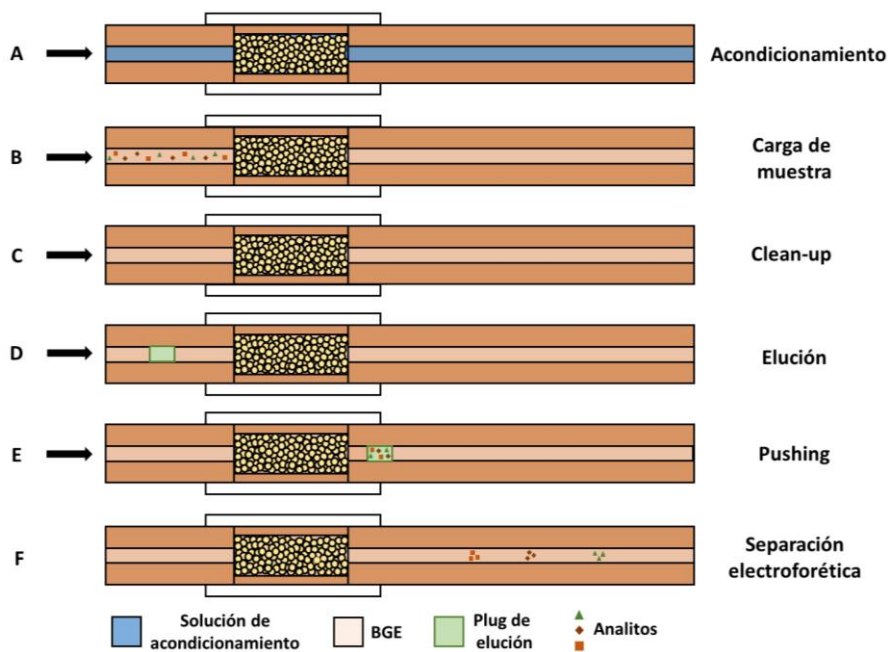 A
Acondicionamiento
B
Carga de
muestra
C
Clean-up
D
Elución
E
Pushing
F
Separación
electroforética
Solución de
acondicionamiento
BGE
Plug de
elución
Analitos